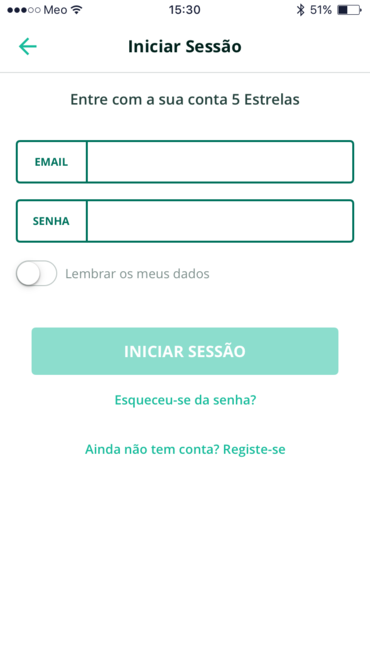 Meo 15:30 51%
Iniciar Sessão
Entre com a sua conta 5 Estrelas
EMAIL
SENHA
Lembrar os meus dados
INICIAR SESSÃO
Esqueceu-se da senha?
Ainda não tem conta? Registe-se